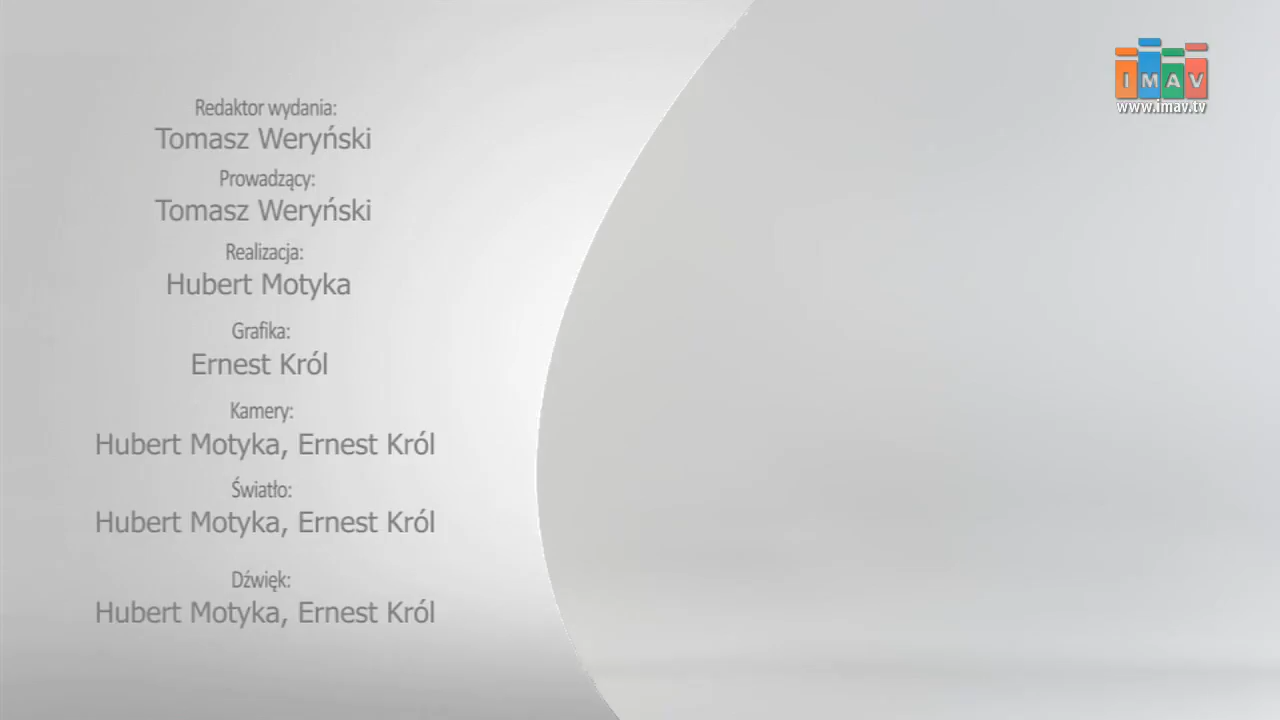 IMAV
www.imav.tv
Redaktor wydania:
Tomasz Weryński
Prowadzący:
Tomasz Weryński
Realizacja:
Hubert Motyka
Grafika:
Ernest Król
Kamery:
Hubert Motyka, Ernest Król
Światło:
Hubert Motyka, Ernest Król
Dźwięk:
Hubert Motyka, Ernest Król